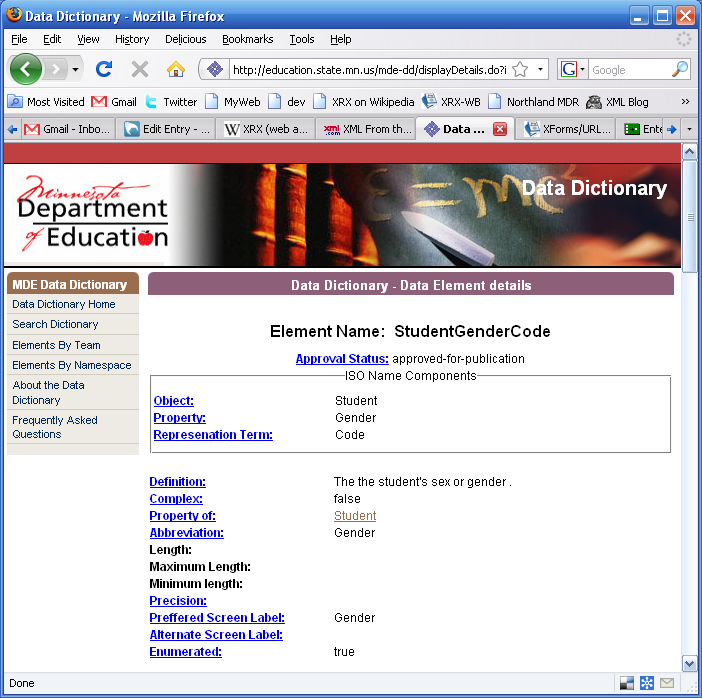 Data Dictionary - Mozilla Firefox
File Edit View History Delicious Bookmarks Tools Help
http://education.state.mn.us/mde-dd/displayDetails.do?i
G Google
Most Visited Gmail Twitter MyWeb dev XRX on Wikipedia XRX-WB Northland MDR XML Blog »
Gmail - Inbo... Edit Entry - ... W XRX (web a... xml.com XML From th... Data ... XForms/URL... Ente
Minnesota
Department
of Education
E=mc2
Data Dictionary
MDE Data Dictionary
Data Dictionary Home
Search Dictionary
Elements By Team
Elements By Namespace
About the Data
Dictionary
Frequently Asked
Questions
Data Dictionary - Data Element details
Element Name: StudentGenderCode
Approval Status: approved-for-publication
ISO Name Components
Object: Student
Property: Gender
Represenation Term: Code
Definition: The the student's sex or gender .
Complex: false
Property of: Student
Abbreviation: Gender
Length:
Maximum Length:
Minimum length:
Precision:
Preffered Screen Label: Gender
Alternate Screen Label:
Enumerated: true
Done